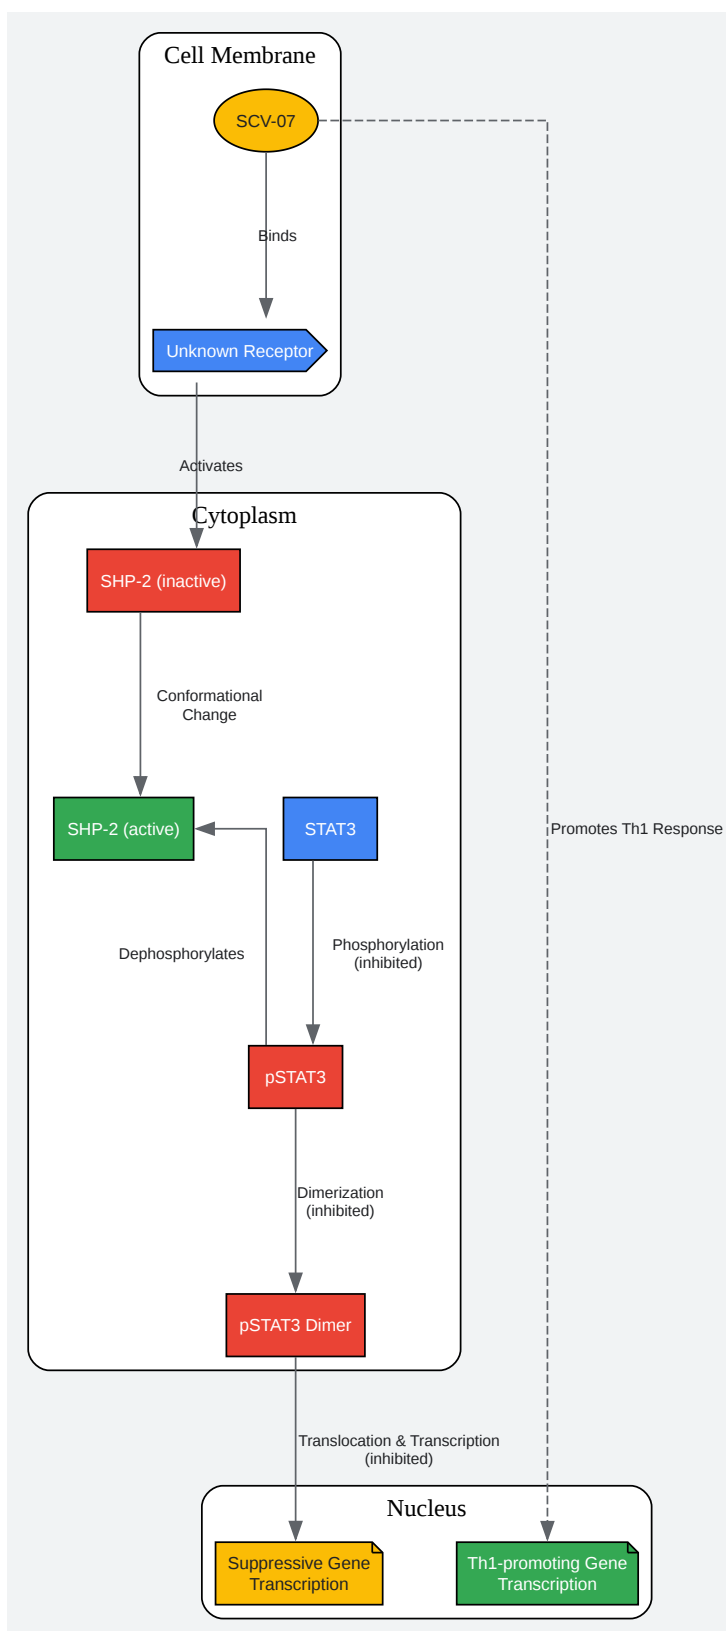 Cell Membrane
SCV-07
Binds
Unknown Receptor
Activates
Cytoplasm
SHP-2 (inactive)
Conformational
Change
SHP-2 (active)
STAT3
Promotes Th1 Response
Dephosphorylates
Phosphorylation
(inhibited)
pSTAT3
Dimerization
(inhibited)
pSTAT3 Dimer
Translocation & Transcription
(inhibited)
Nucleus
Suppressive Gene
Transcription
Th1-promoting Gene
Transcription